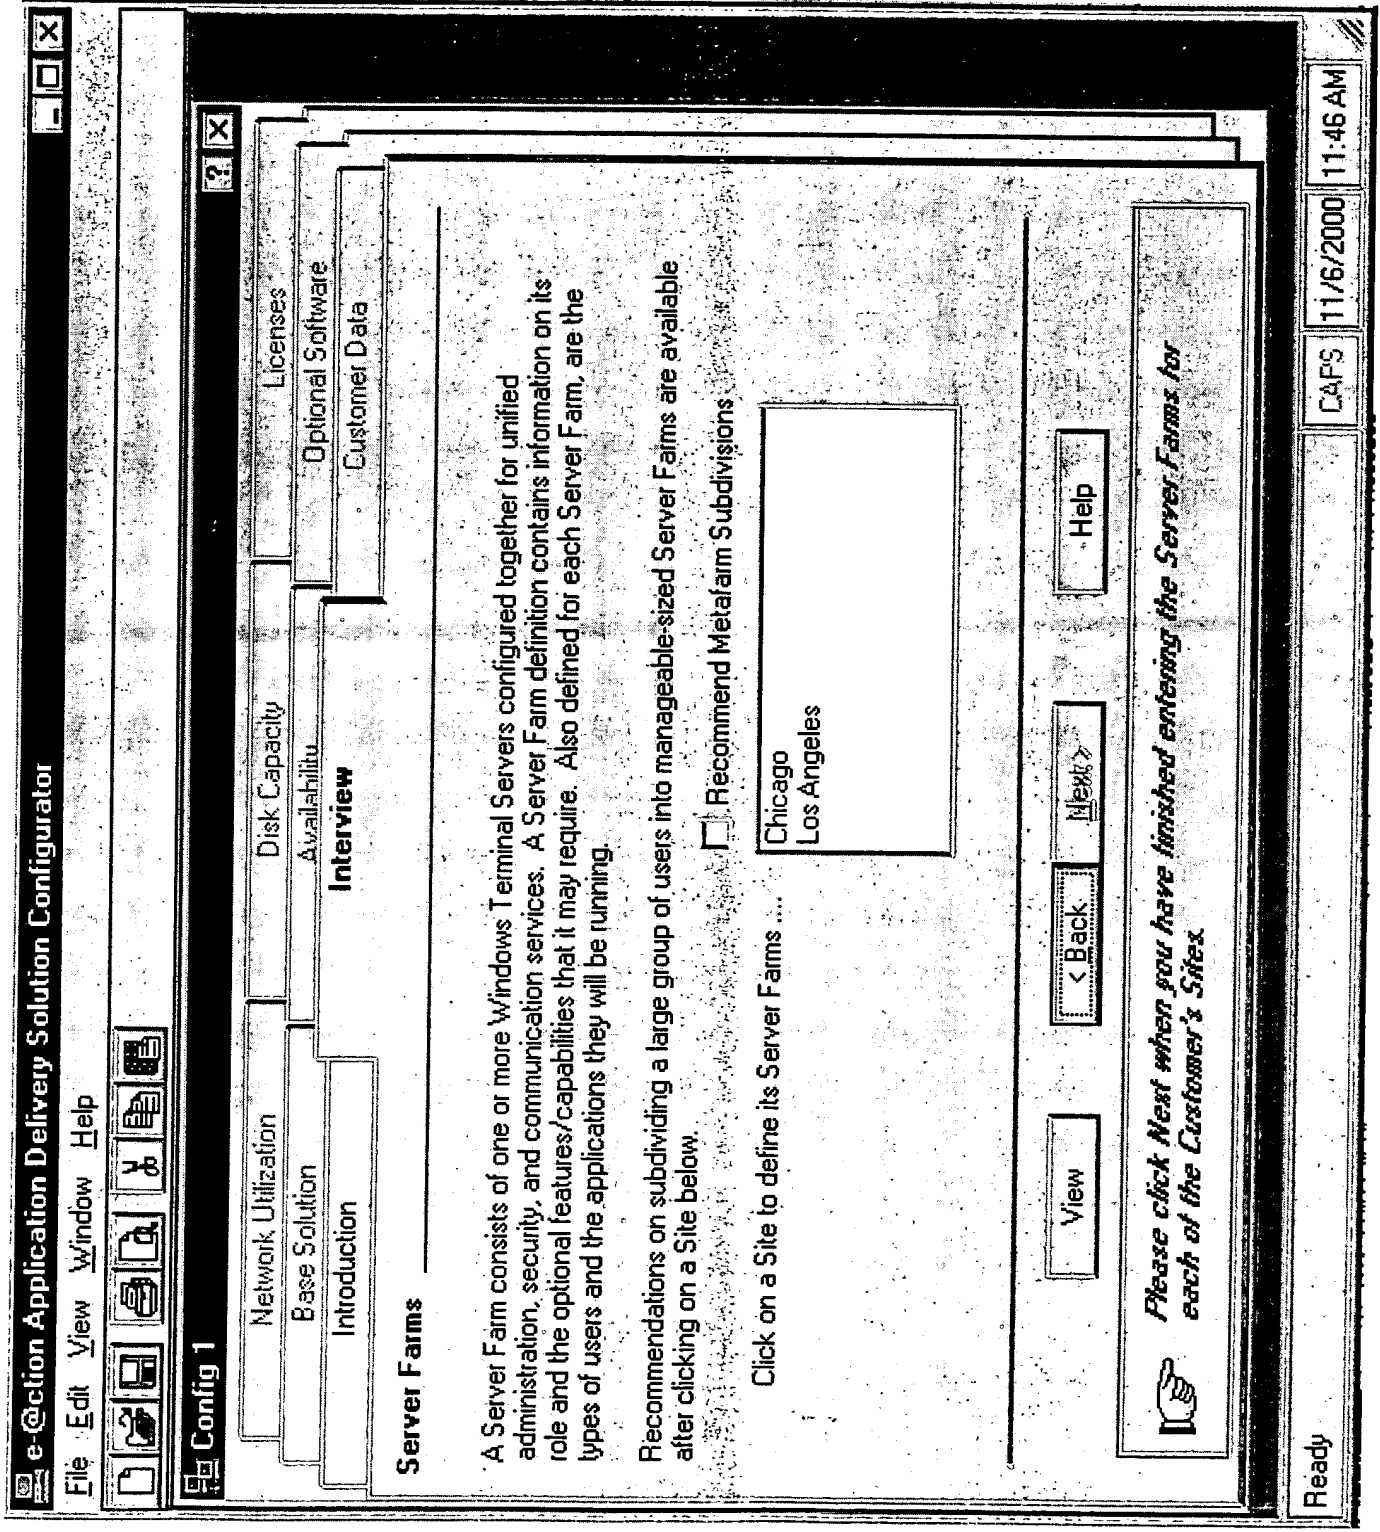 e-@ction Application Delivery Solution Configurator
File Edit View Window Help
Config 1
Network Utilization Disk Capacity Licenses
Base Solution Availability Optional Software
Introduction Interview Customer Data
Server Farms
A Server Farm consists of one or more Windows Terminal Servers configured together for unified
administration, security, and communication services. A Server Farm definition contains information on its
role and the optional features/capabilities that it may require. Also defined for each Server Farm, are the
types of users and the applications they will be running.
Recommendations on subdividing a large group of users into manageable-sized Server Farms are available
after clicking on a Site below.
Recommend Metafarm Subdivisions
Click on a Site to define its Server Farms ....
Chicago
Los Angeles
View < Back Next > Help
Please click Next when you have finished entering the Server Farms for
each of the Customer's Sites.
Ready CAPS 11/6/2000 11:46 AM